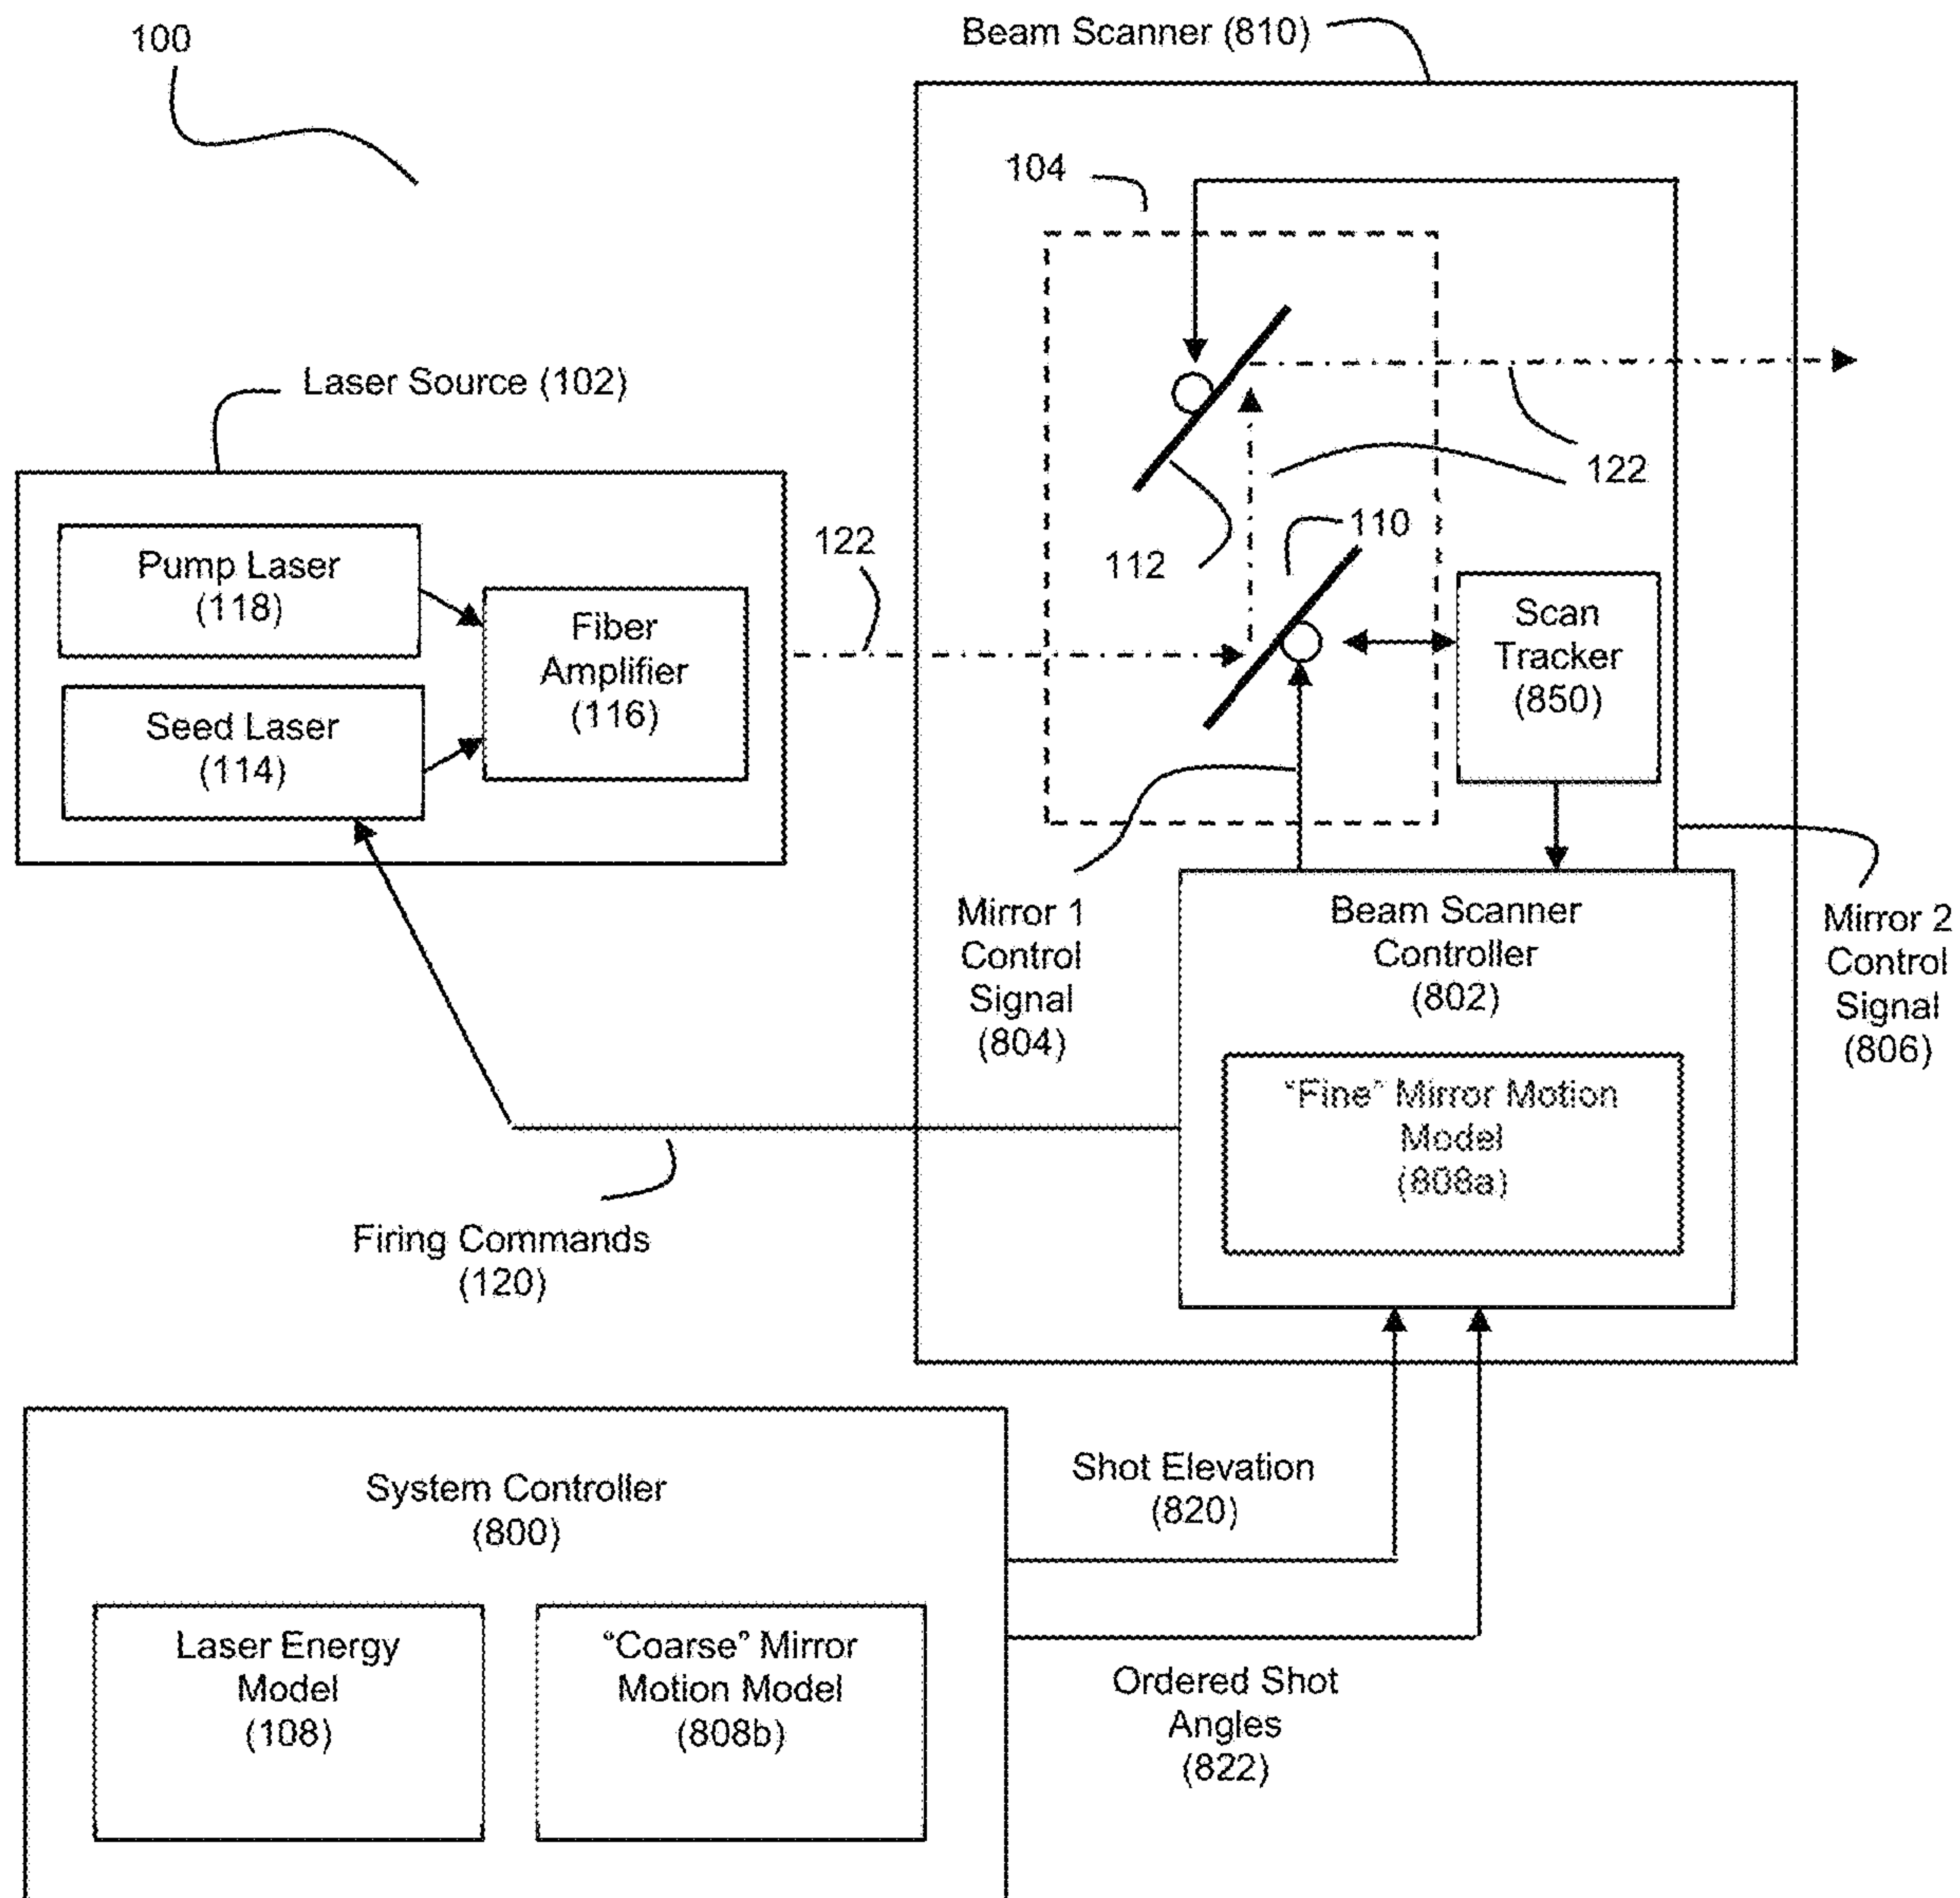 100
Beam Scanner (810)
104
Laser Source (102)
Pump Laser
(118)
Seed Laser
(114)
Fiber
Amplifier
(116)
122
122
112
110
Scan
Tracker
(850)
Mirror 1
Control
Signal
(804)
Beam Scanner
Controller
(802)
"Fine" Mirror Motion
Model
(808a)
Mirror 2
Control
Signal
(806)
Firing Commands
(120)
System Controller
(800)
Laser Energy
Model
(108)
"Coarse" Mirror
Motion Model
(808b)
Shot Elevation
(820)
Ordered Shot
Angles
(822)